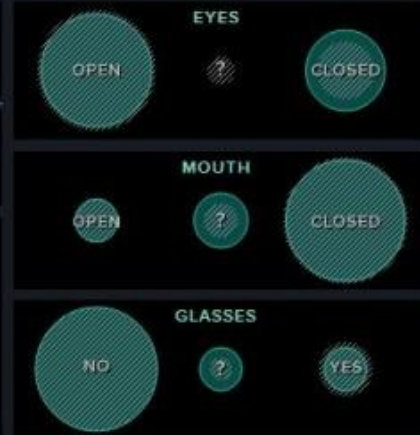 EYES
OPEN ? CLOSED
MOUTH
OPEN ? CLOSED
GLASSES
NO ? YES